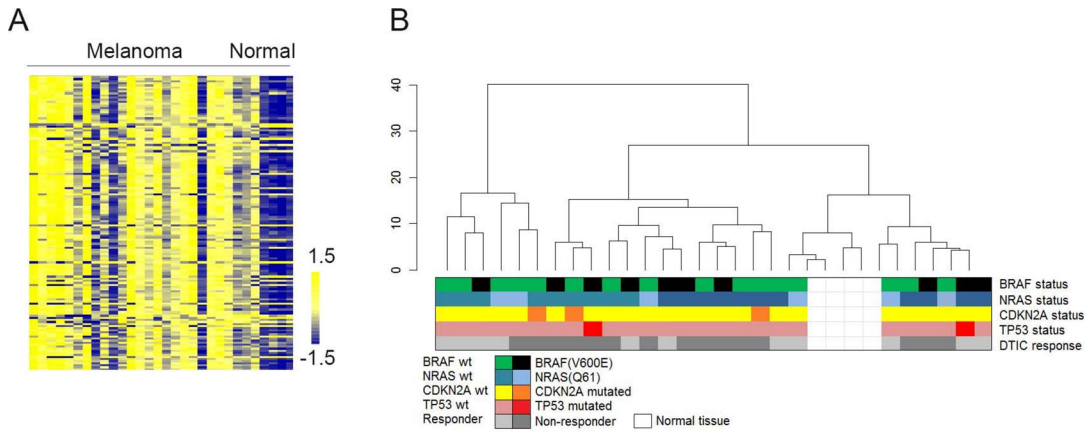 A
Melanoma Normal
1.5
-1.5
B
40
30
20
10
0
BRAF status
NRAS status
CDKN2A status
TP53 status
DTIC response
BRAF wt BRAF(V600E)
NRAS wt NRAS(Q61)
CDKN2A wt CDKN2A mutated
TP53 wt TP53 mutated
Responder Non-responder Normal tissue